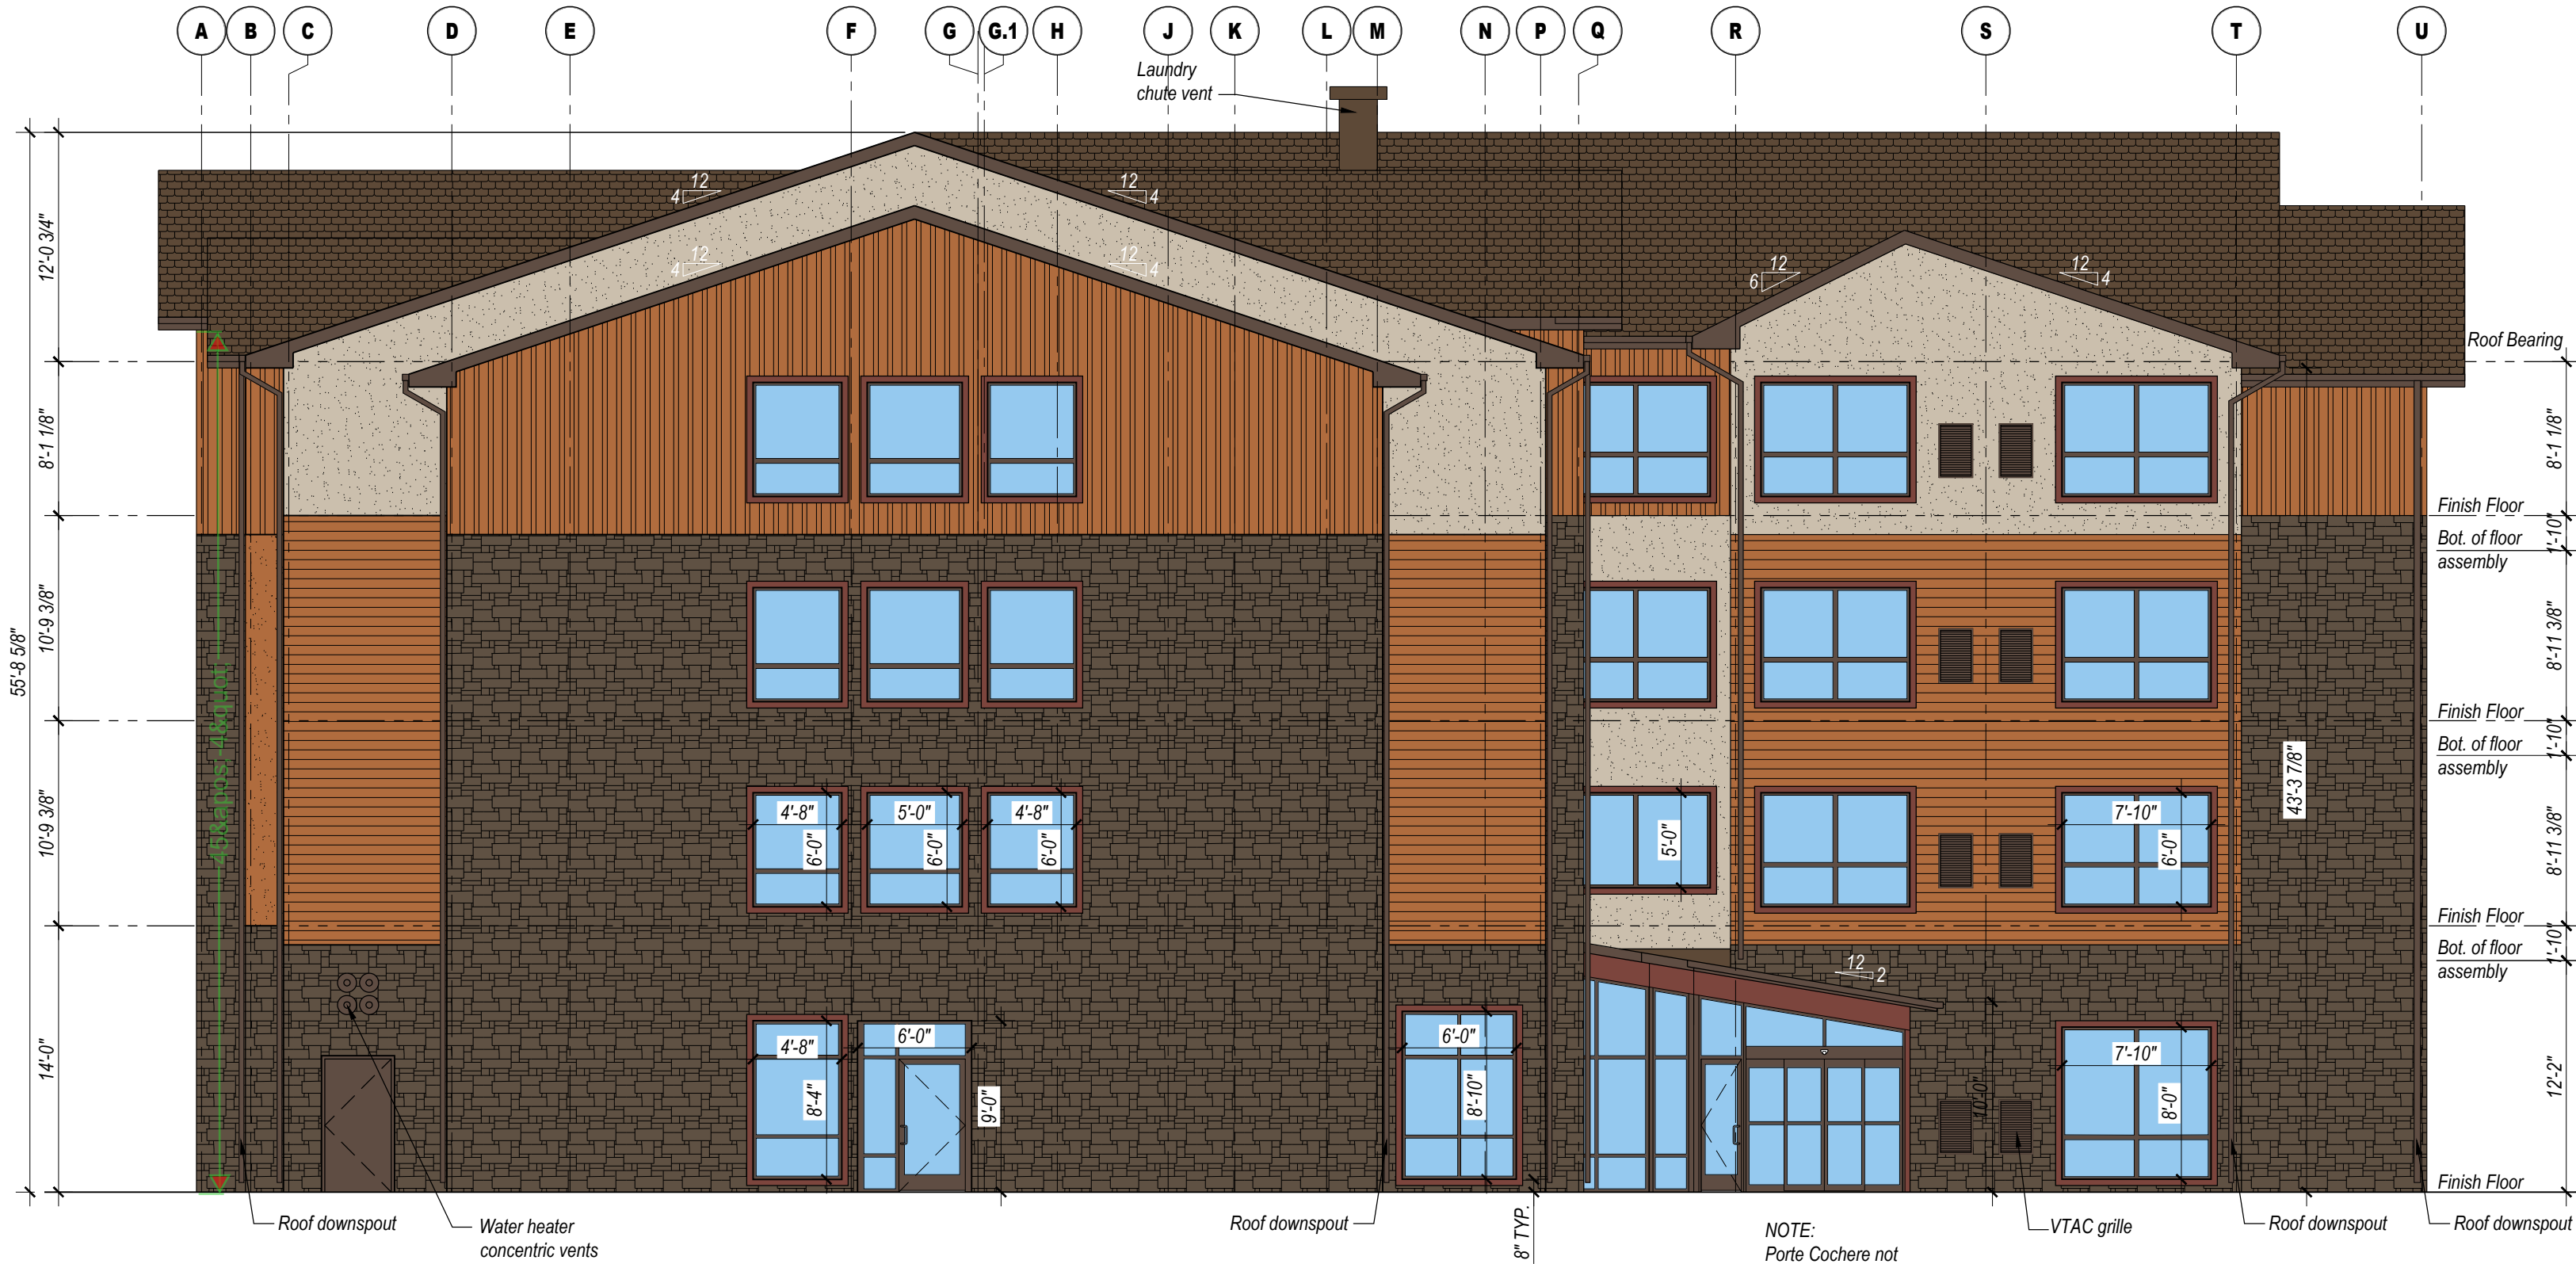 A B C D E F G G.1 H J K L M N P Q R S T U
Laundry
chute vent
12
4
12
4
12
4
12
4
12
6
12
4
12
2
55'-8 5/8"
12'-0 3/4"
8'-1 1/8"
10'-9 3/8"
10'-9 3/8"
14'-0"
45&apos;-4&quot;
Roof Bearing
8'-1 1/8"
Finish Floor
1'-10"
Bot. of floor
assembly
8'-11 3/8"
Finish Floor
1'-10"
Bot. of floor
assembly
43'-3 7/8"
8'-11 3/8"
Finish Floor
1'-10"
Bot. of floor
assembly
12'-2"
Finish Floor
4'-8" 5'-0" 4'-8"
6'-0" 6'-0" 6'-0"
5'-0"
7'-10"
6'-0"
4'-8"
8'-4"
6'-0"
9'-0"
6'-0"
8'-10"
10'-0"
7'-10"
8'-0"
Roof downspout
Water heater
concentric vents
Roof downspout
8" TYP.
NOTE:
Porte Cochere not
VTAC grille
Roof downspout
Roof downspout